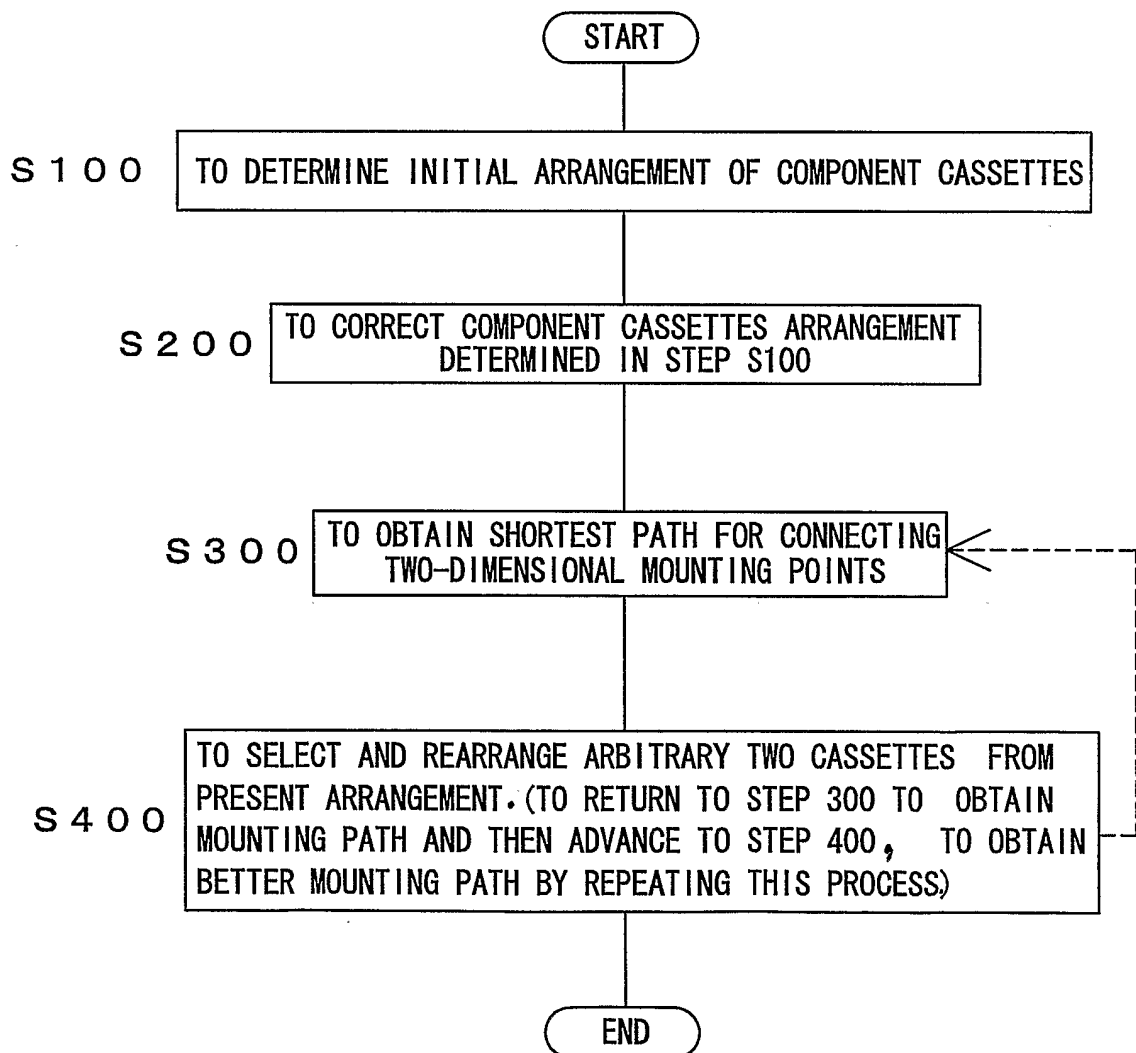 START
S100
TO DETERMINE INITIAL ARRANGEMENT OF COMPONENT CASSETTES
S200
TO CORRECT COMPONENT CASSETTES ARRANGEMENT
DETERMINED IN STEP S100
S300
TO OBTAIN SHORTEST PATH FOR CONNECTING
TWO-DIMENSIONAL MOUNTING POINTS
S400
TO SELECT AND REARRANGE ARBITRARY TWO CASSETTES FROM
PRESENT ARRANGEMENT. (TO RETURN TO STEP 300 TO OBTAIN
MOUNTING PATH AND THEN ADVANCE TO STEP 400, TO OBTAIN
BETTER MOUNTING PATH BY REPEATING THIS PROCESS.)
END